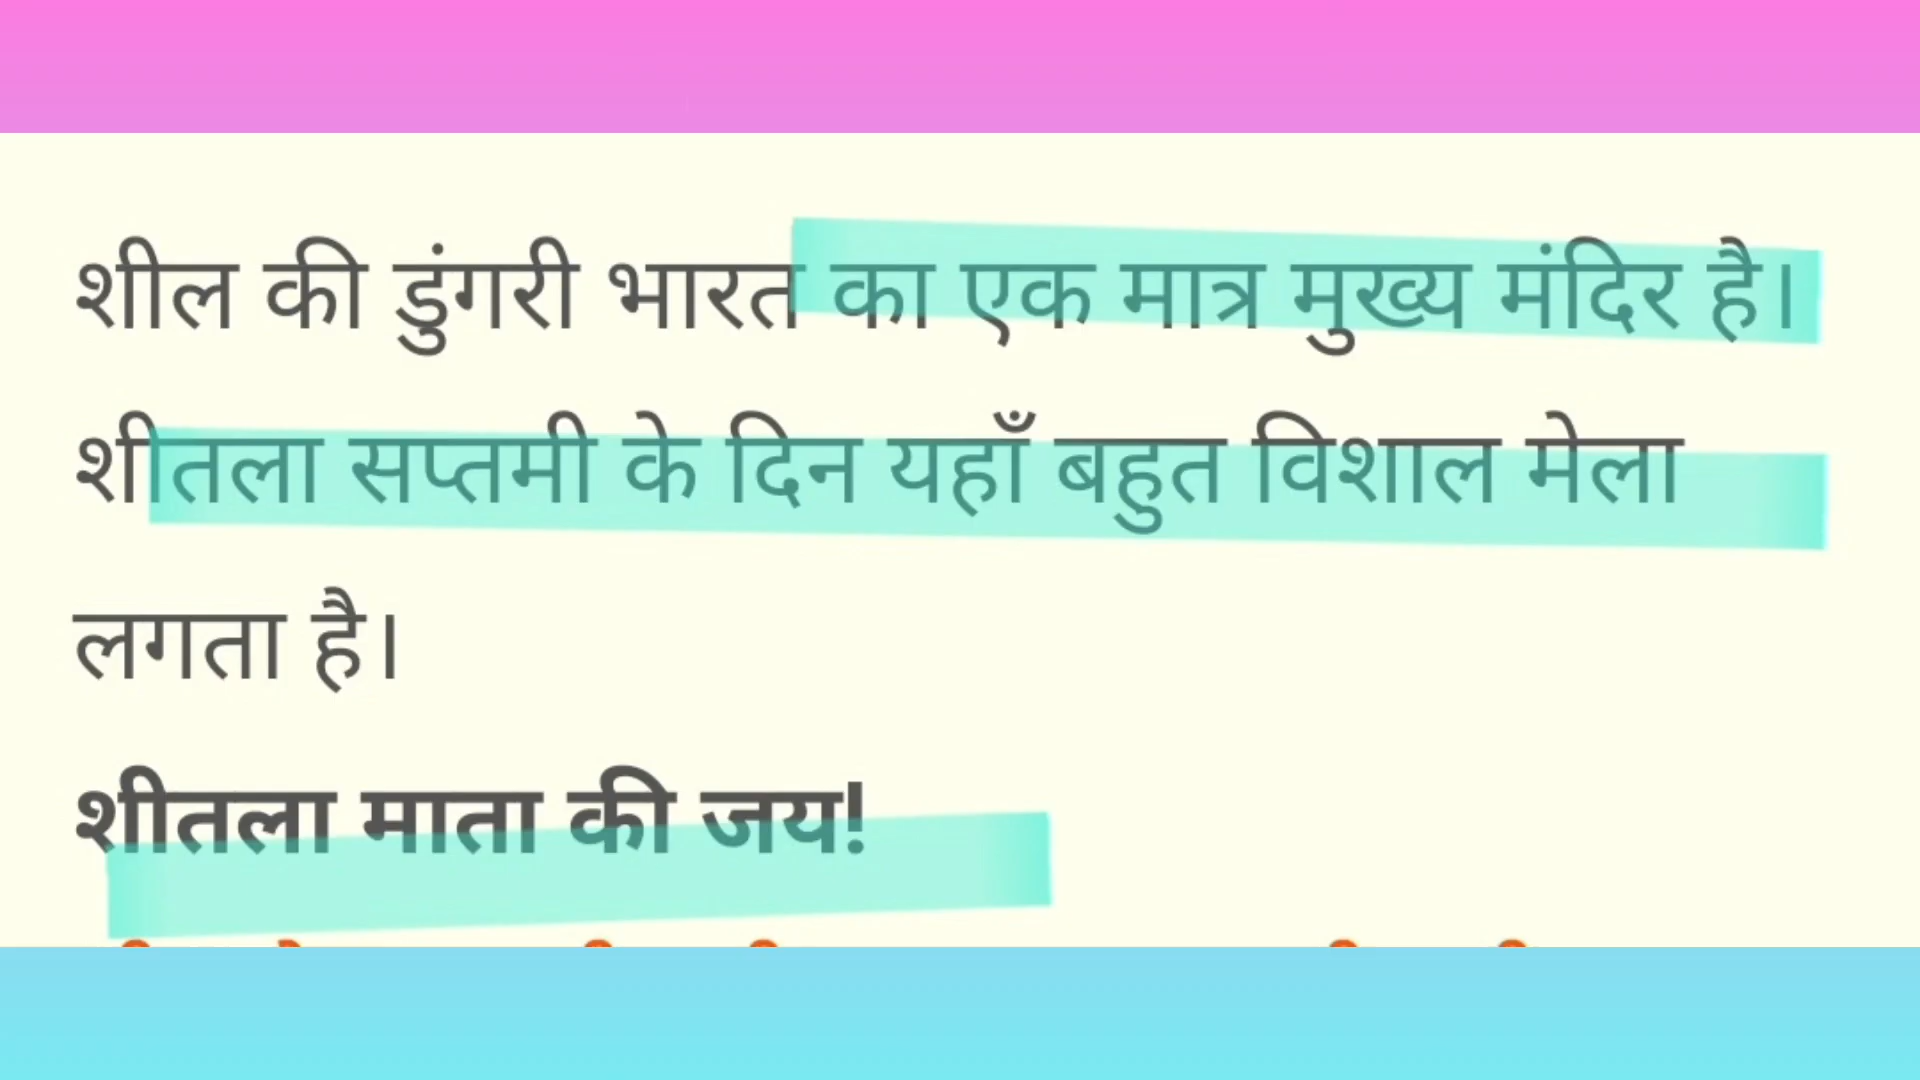 शील की डुंगरी भारत का एक मात्र मुख्य मंदिर है।
शीतला सप्तमी के दिन यहाँ बहुत विशाल मेला
लगता है।
शीतला माता की जय!